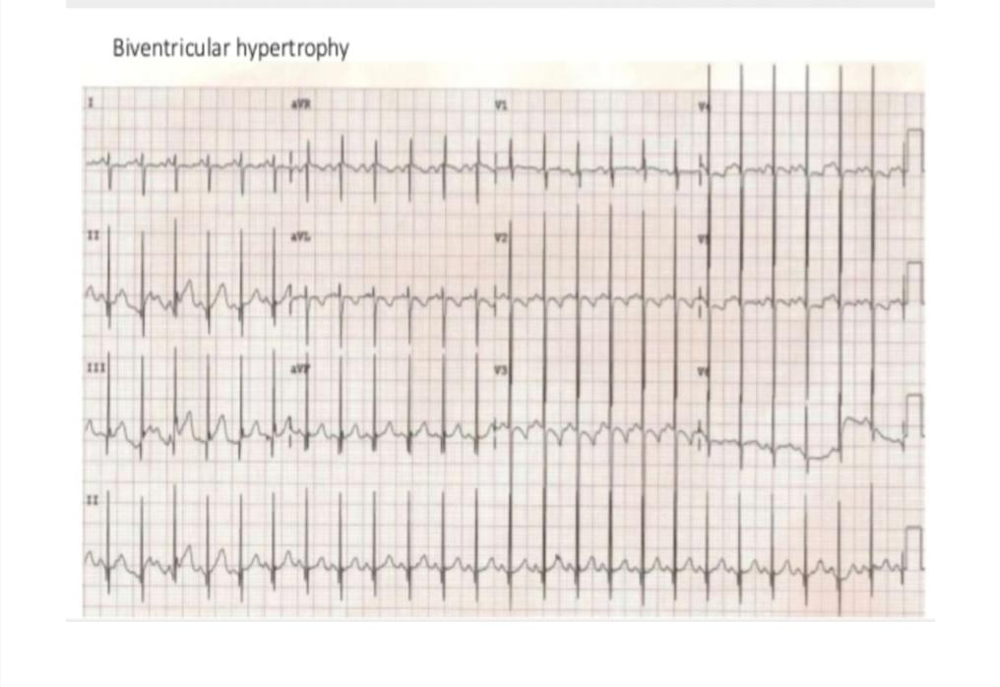 Biventricular hypertrophy
I aVR V1 V4
II aVL V2 V5
III aVF V3 V6
II